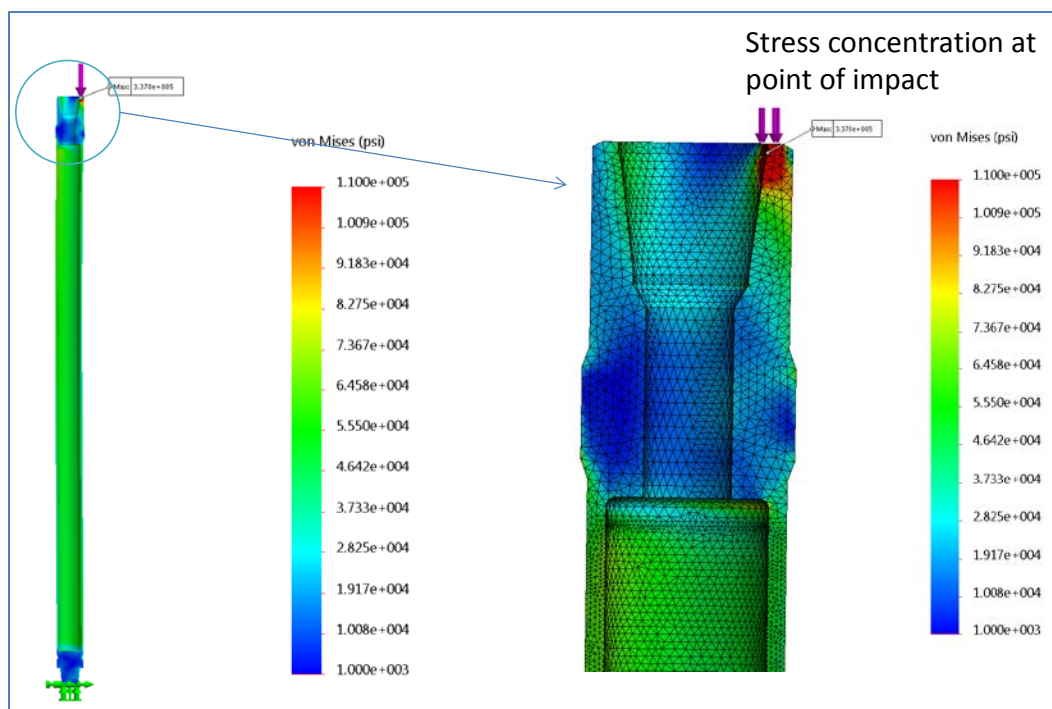 Stress concentration at
point of impact
Max: 3.370e+005
von Mises (psi)
1.100e+005
1.009e+005
9.183e+004
8.275e+004
7.367e+004
6.458e+004
5.550e+004
4.642e+004
3.733e+004
2.825e+004
1.917e+004
1.008e+004
1.000e+003
Max: 3.370e+005
von Mises (psi)
1.100e+005
1.009e+005
9.183e+004
8.275e+004
7.367e+004
6.458e+004
5.550e+004
4.642e+004
3.733e+004
2.825e+004
1.917e+004
1.008e+004
1.000e+003